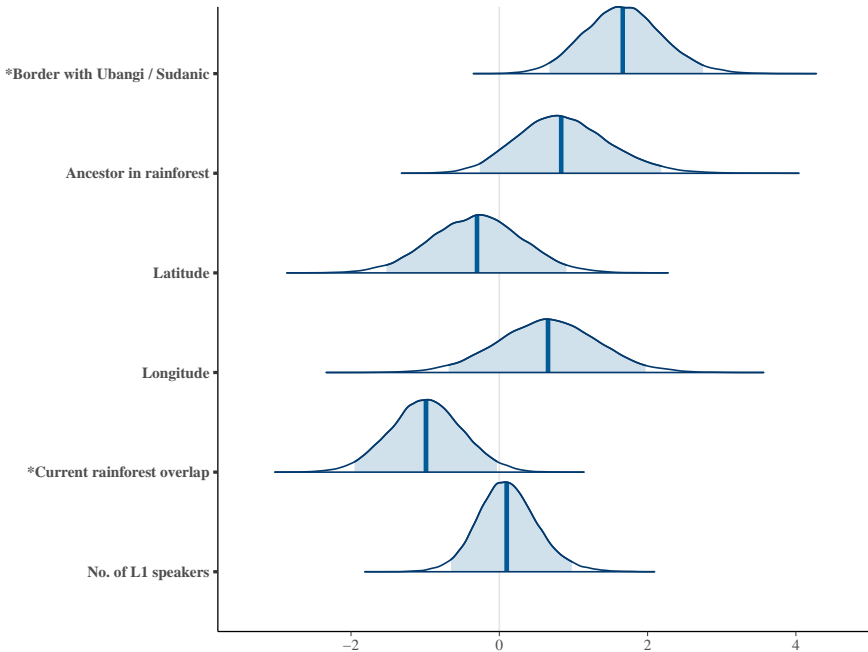 *Border with Ubangi / Sudanic
Ancestor in rainforest
Latitude
Longitude
*Current rainforest overlap
No. of L1 speakers
−2 0 2 4